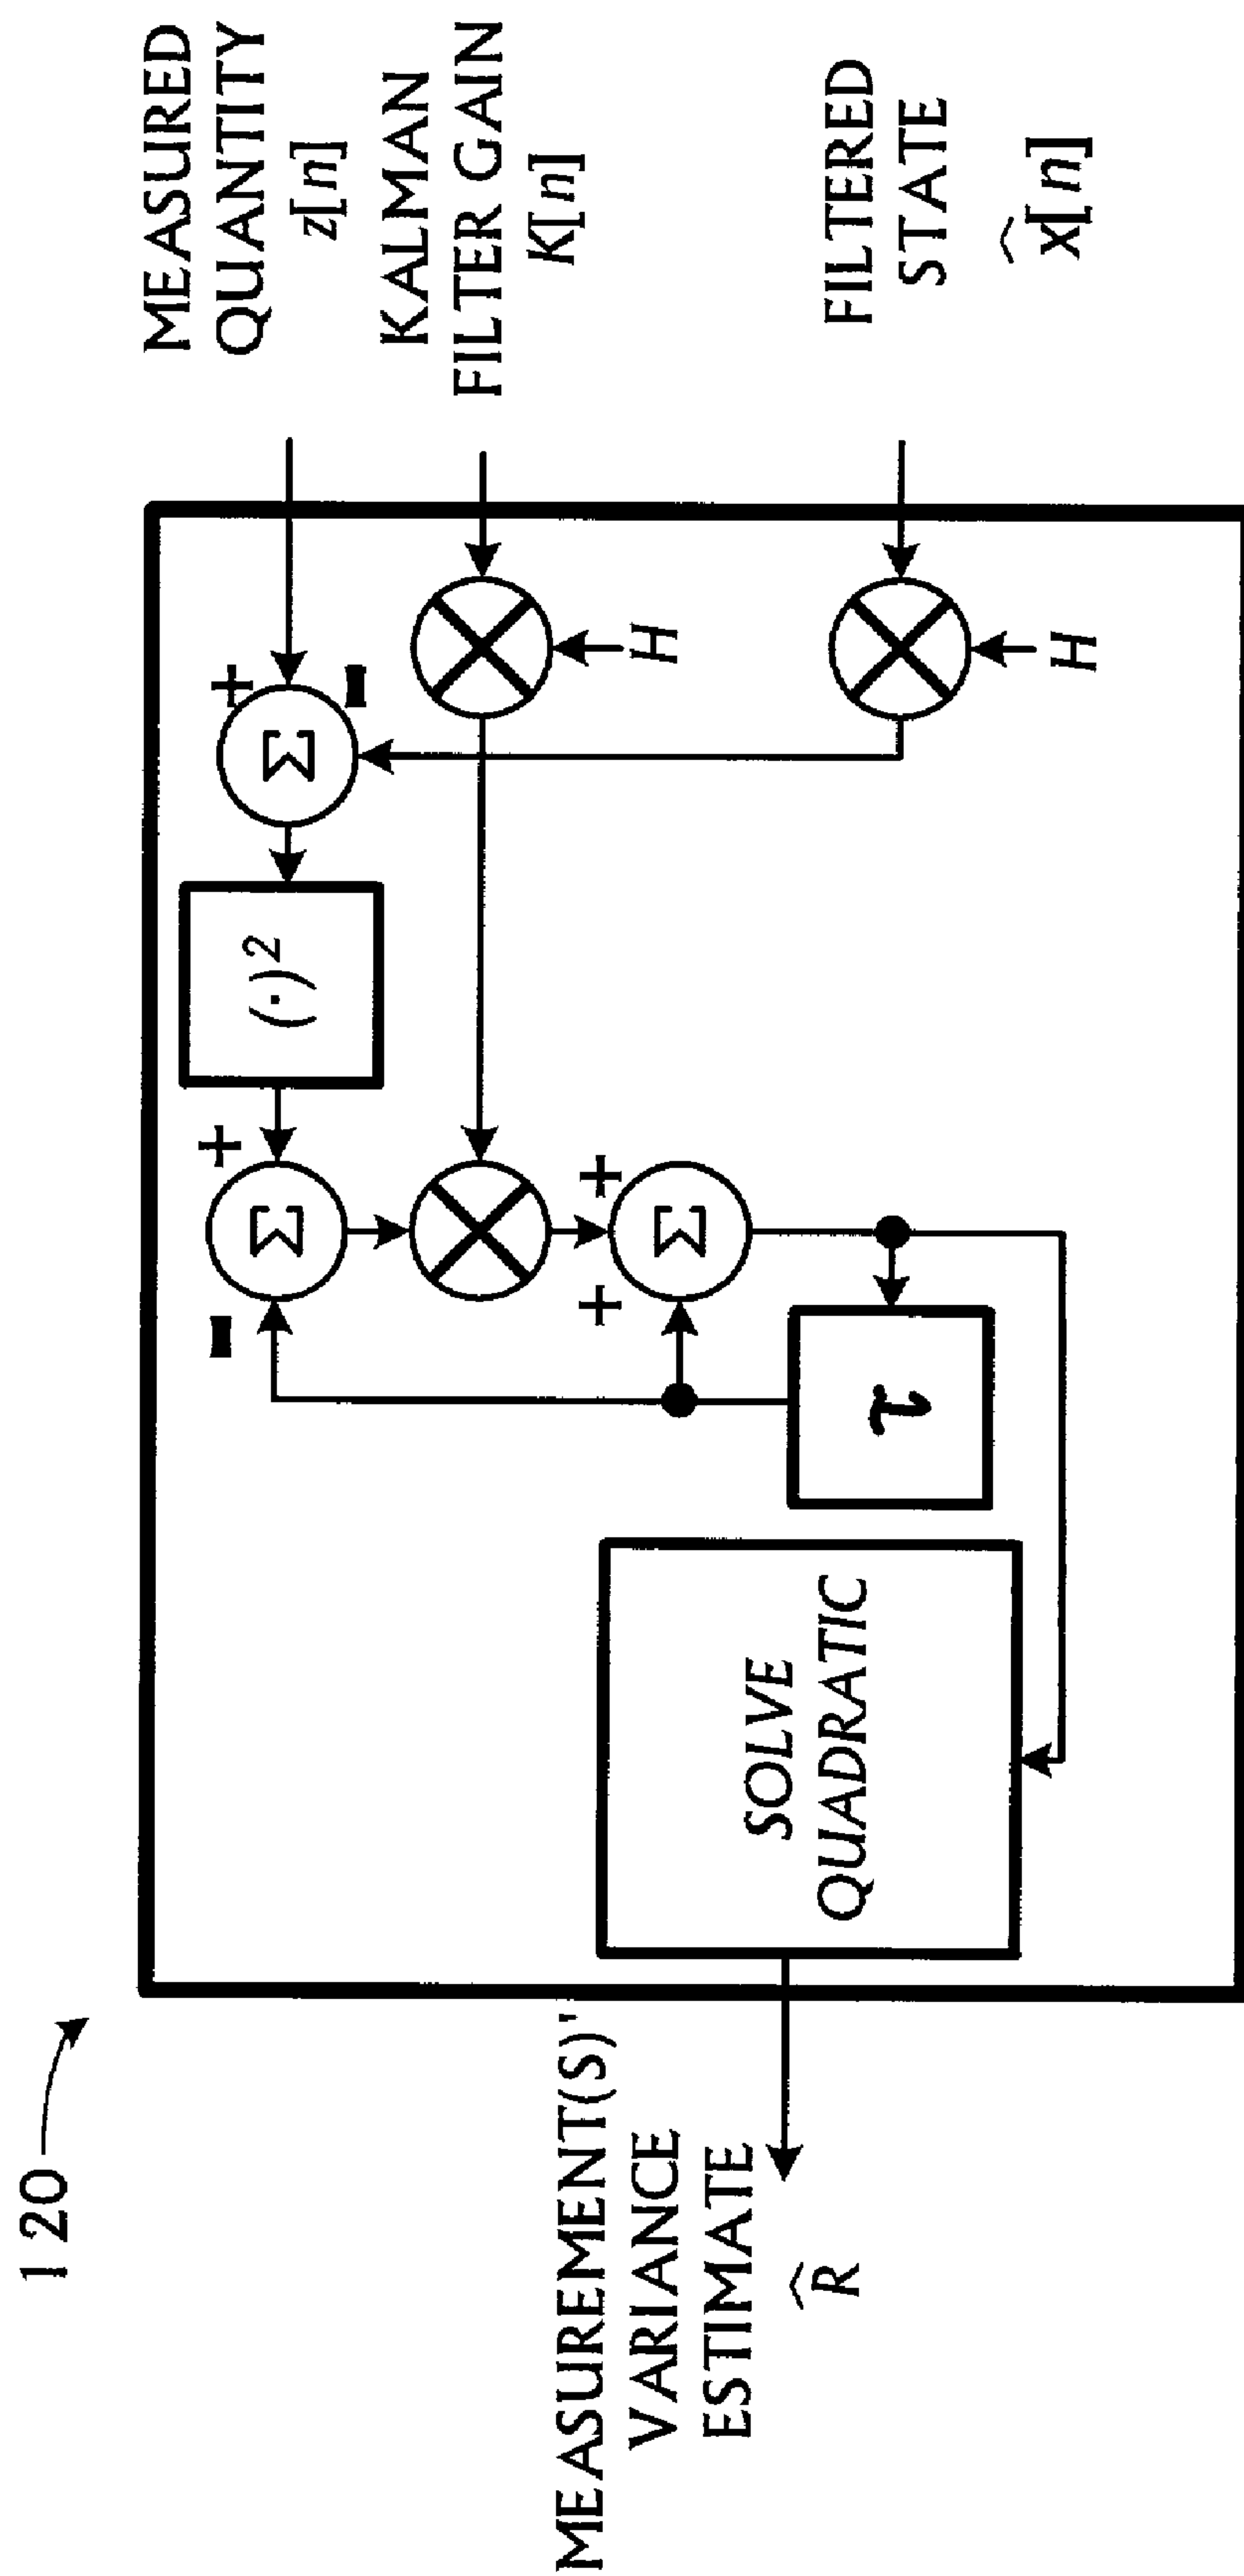 120
MEASURED
QUANTITY
z[n]
KALMAN
FILTER GAIN
K[n]
FILTERED
STATE
x̂[n]
+
-
Σ
H
H
(·)²
+
-
Σ
+
+
Σ
τ
SOLVE
QUADRATIC
MEASUREMENT(S)'
VARIANCE
ESTIMATE
R̂